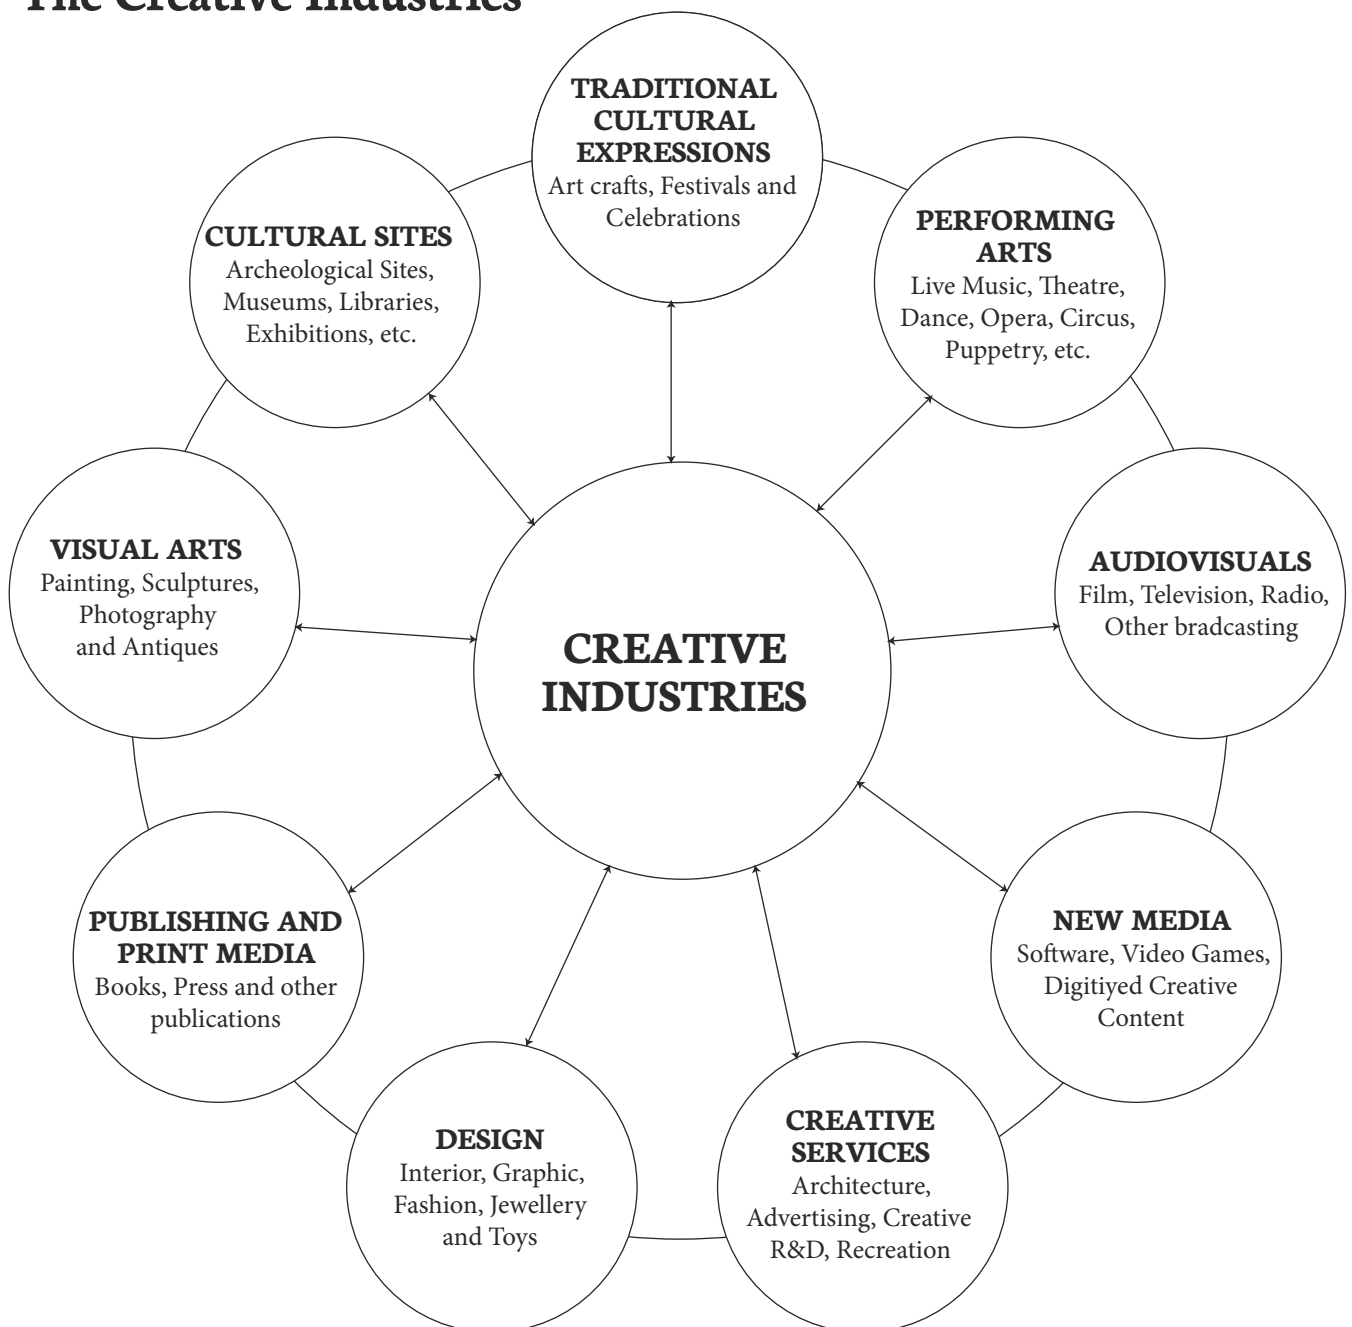 The Creative Industries
TRADITIONAL
CULTURAL
EXPRESSIONS
Art crafts, Festivals and
Celebrations
PERFORMING
ARTS
Live Music, Theatre,
Dance, Opera, Circus,
Puppetry, etc.
AUDIOVISUALS
Film, Television, Radio,
Other bradcasting
NEW MEDIA
Software, Video Games,
Digitiyed Creative
Content
CREATIVE
SERVICES
Architecture,
Advertising, Creative
R&D, Recreation
DESIGN
Interior, Graphic,
Fashion, Jewellery
and Toys
PUBLISHING AND
PRINT MEDIA
Books, Press and other
publications
VISUAL ARTS
Painting, Sculptures,
Photography
and Antiques
CULTURAL SITES
Archeological Sites,
Museums, Libraries,
Exhibitions, etc.
CREATIVE
INDUSTRIES